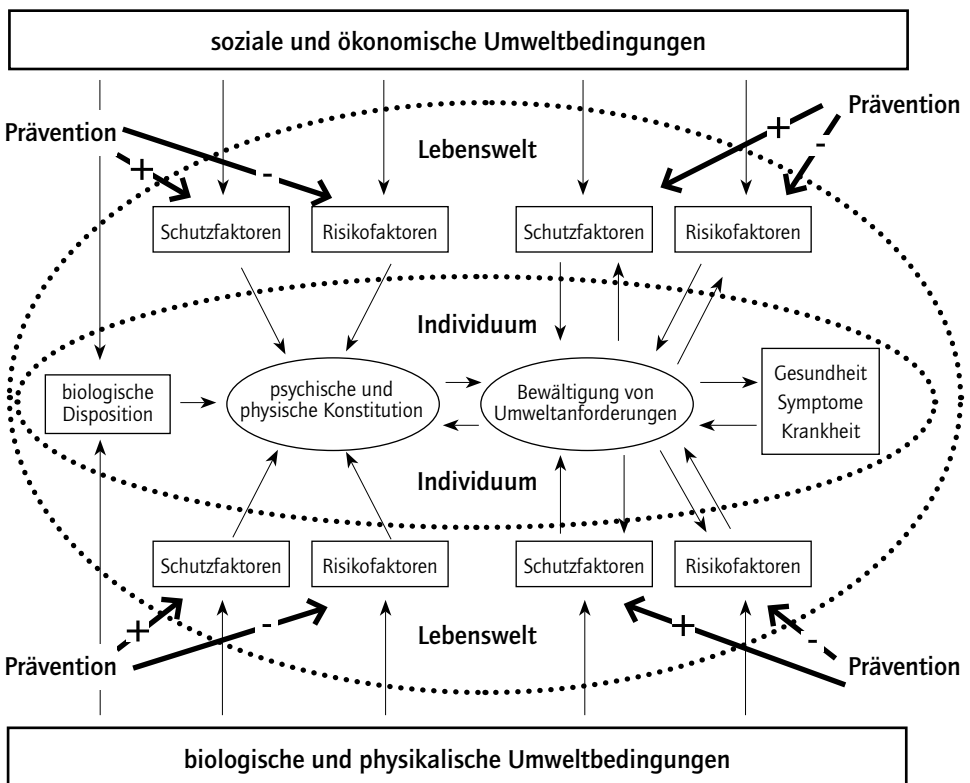 soziale und ökonomische Umweltbedingungen
Prävention
Prävention
+
-
+
-
Lebenswelt
Schutzfaktoren
Risikofaktoren
Schutzfaktoren
Risikofaktoren
Individuum
biologische
Disposition
psychische und
physische Konstitution
Bewältigung von
Umweltanforderungen
Gesundheit
Symptome
Krankheit
Individuum
Schutzfaktoren
Risikofaktoren
Schutzfaktoren
Risikofaktoren
+
-
+
-
Lebenswelt
Prävention
Prävention
biologische und physikalische Umweltbedingungen